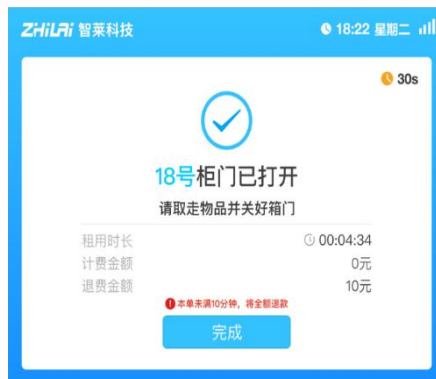 ZHiLAi 智莱科技
18:22 星期二
30s
18号柜门已打开
请取走物品并关好箱门
租用时长 00:04:34
计费金额 0元
退费金额 10元
本单未满10分钟，将全额退款
完成